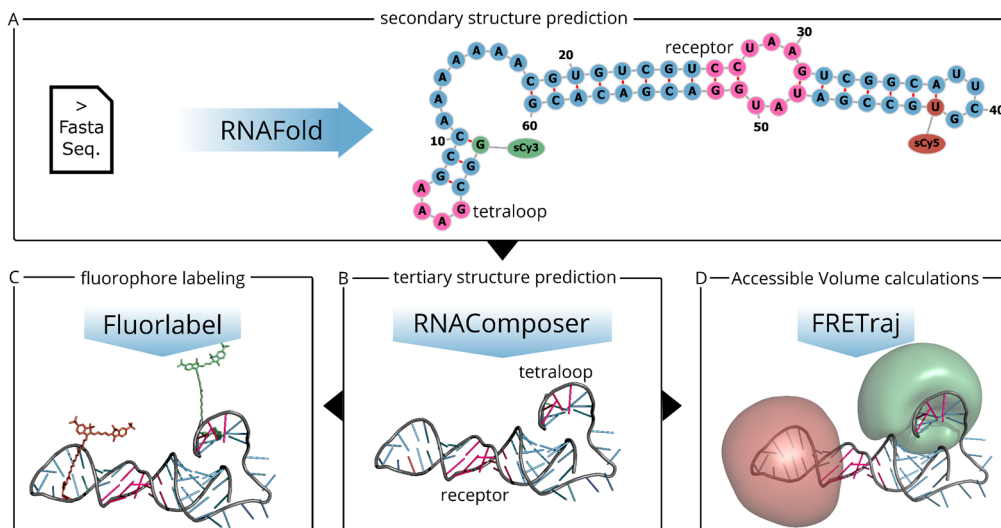 A
secondary structure prediction
>
Fasta
Seq.
RNAFold
A A A A C
A A A A
C G U G U C G U C C
20
receptor
U A A
30
G U C G G C A U U
C
40
G
U G C C G A U
A U
50
G G A C G A C A C G
60
10
C
G
sCy3
sCy5
C
G
G
C
A
A
A
G
tetraloop
C
fluorophore labeling
Fluorlabel
B
tertiary structure prediction
RNAComposer
tetraloop
receptor
D
Accessible Volume calculations
FRETraj